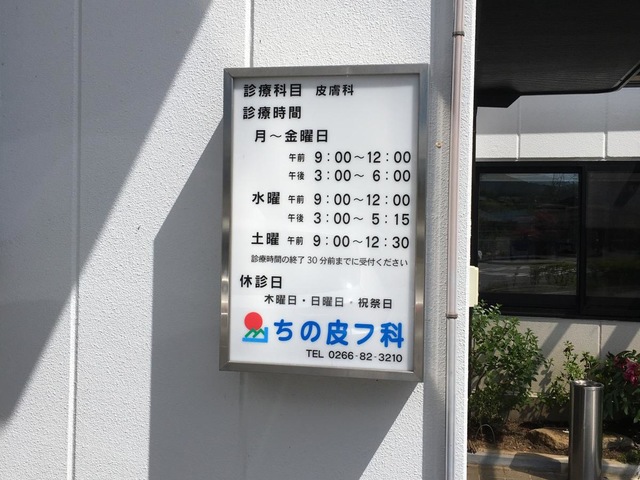 診療科目 皮膚科
診療時間
月～金曜日
午前 9：00～12：00
午後 3：00～ 6：00
水曜 午前 9：00～12：00
午後 3：00～ 5：15
土曜 午前 9：00～12：30
診療時間の終了30分前までに受付ください
休診日
木曜日・日曜日・祝祭日
ちの皮フ科
TEL 0266-82-3210